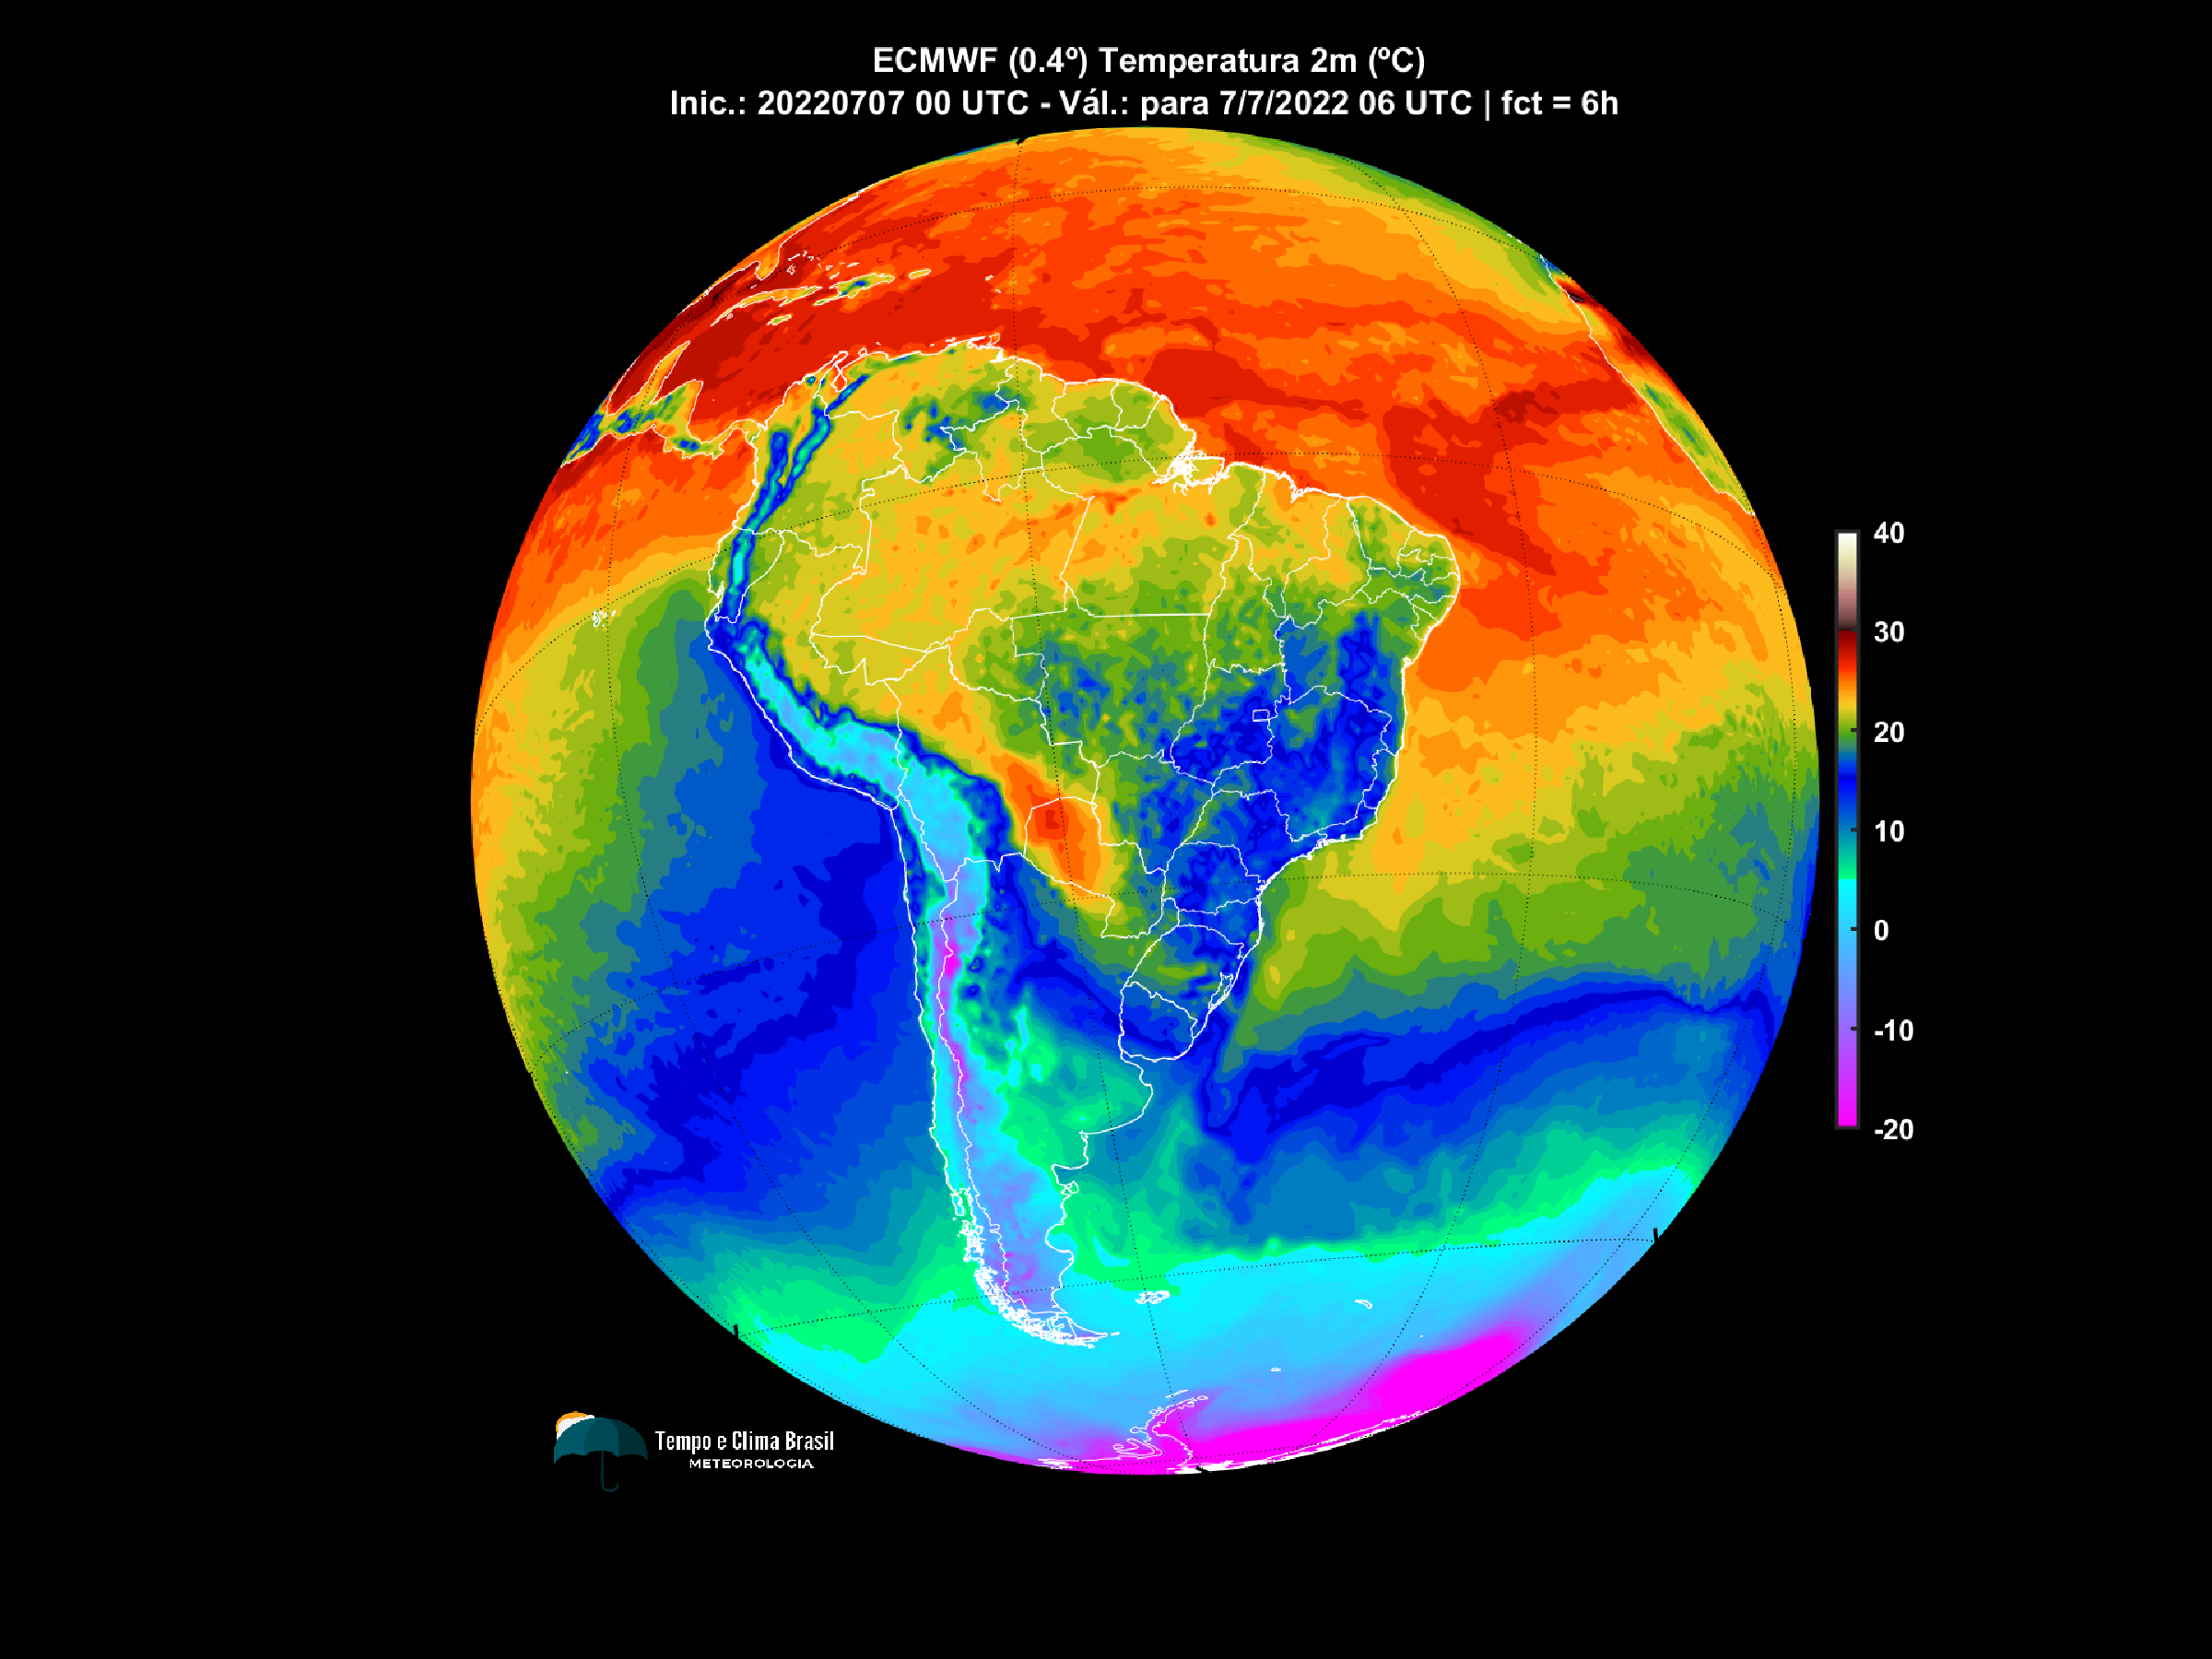 ECMWF (0.4º) Temperatura 2m (ºC)
Inic.: 20220707 00 UTC - Vál.: para 7/7/2022 06 UTC | fct = 6h
40
30
20
10
0
-10
-20
Tempo e Clima Brasil
METEOROLOGIA